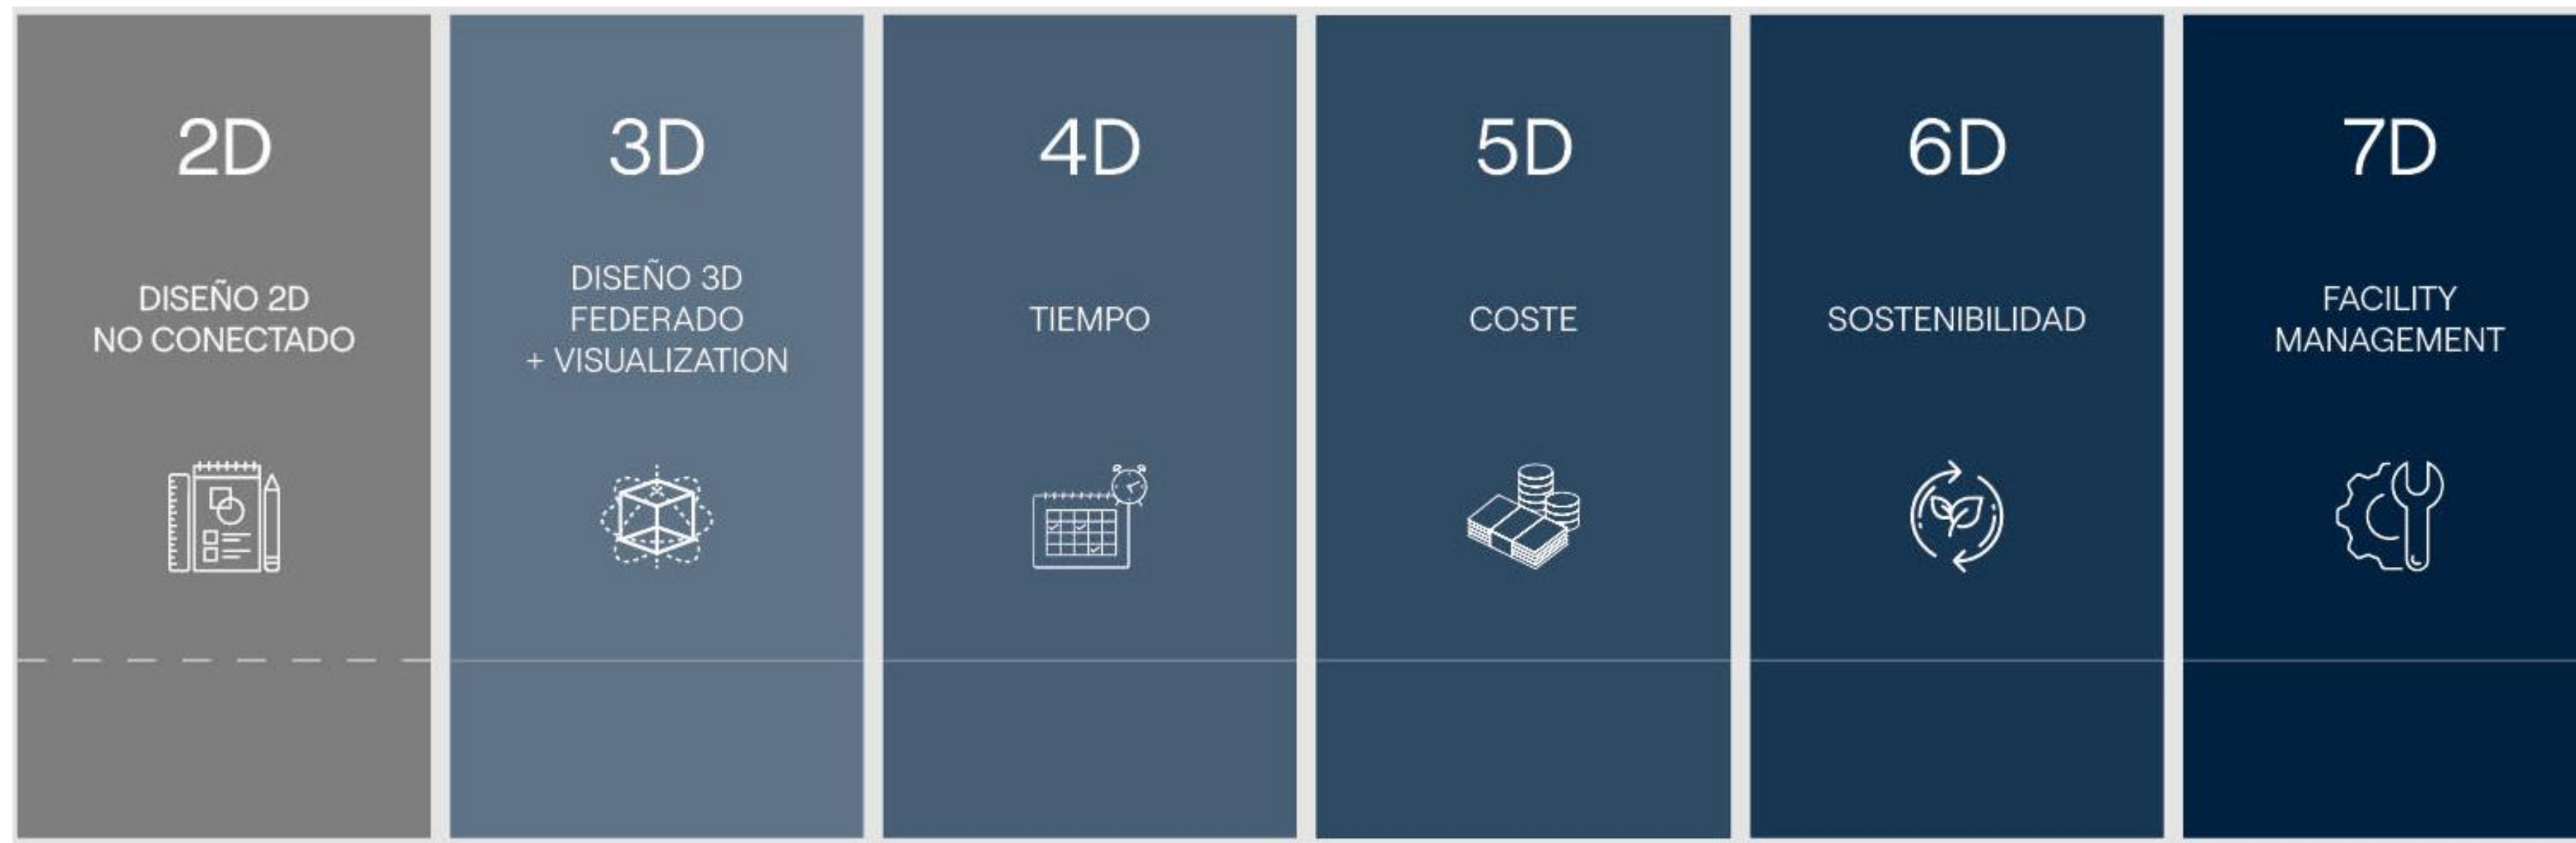 2D
DISEÑO 2D
NO CONECTADO
3D
DISEÑO 3D
FEDERADO
+ VISUALIZATION
4D
TIEMPO
5D
COSTE
6D
SOSTENIBILIDAD
7D
FACILITY
MANAGEMENT